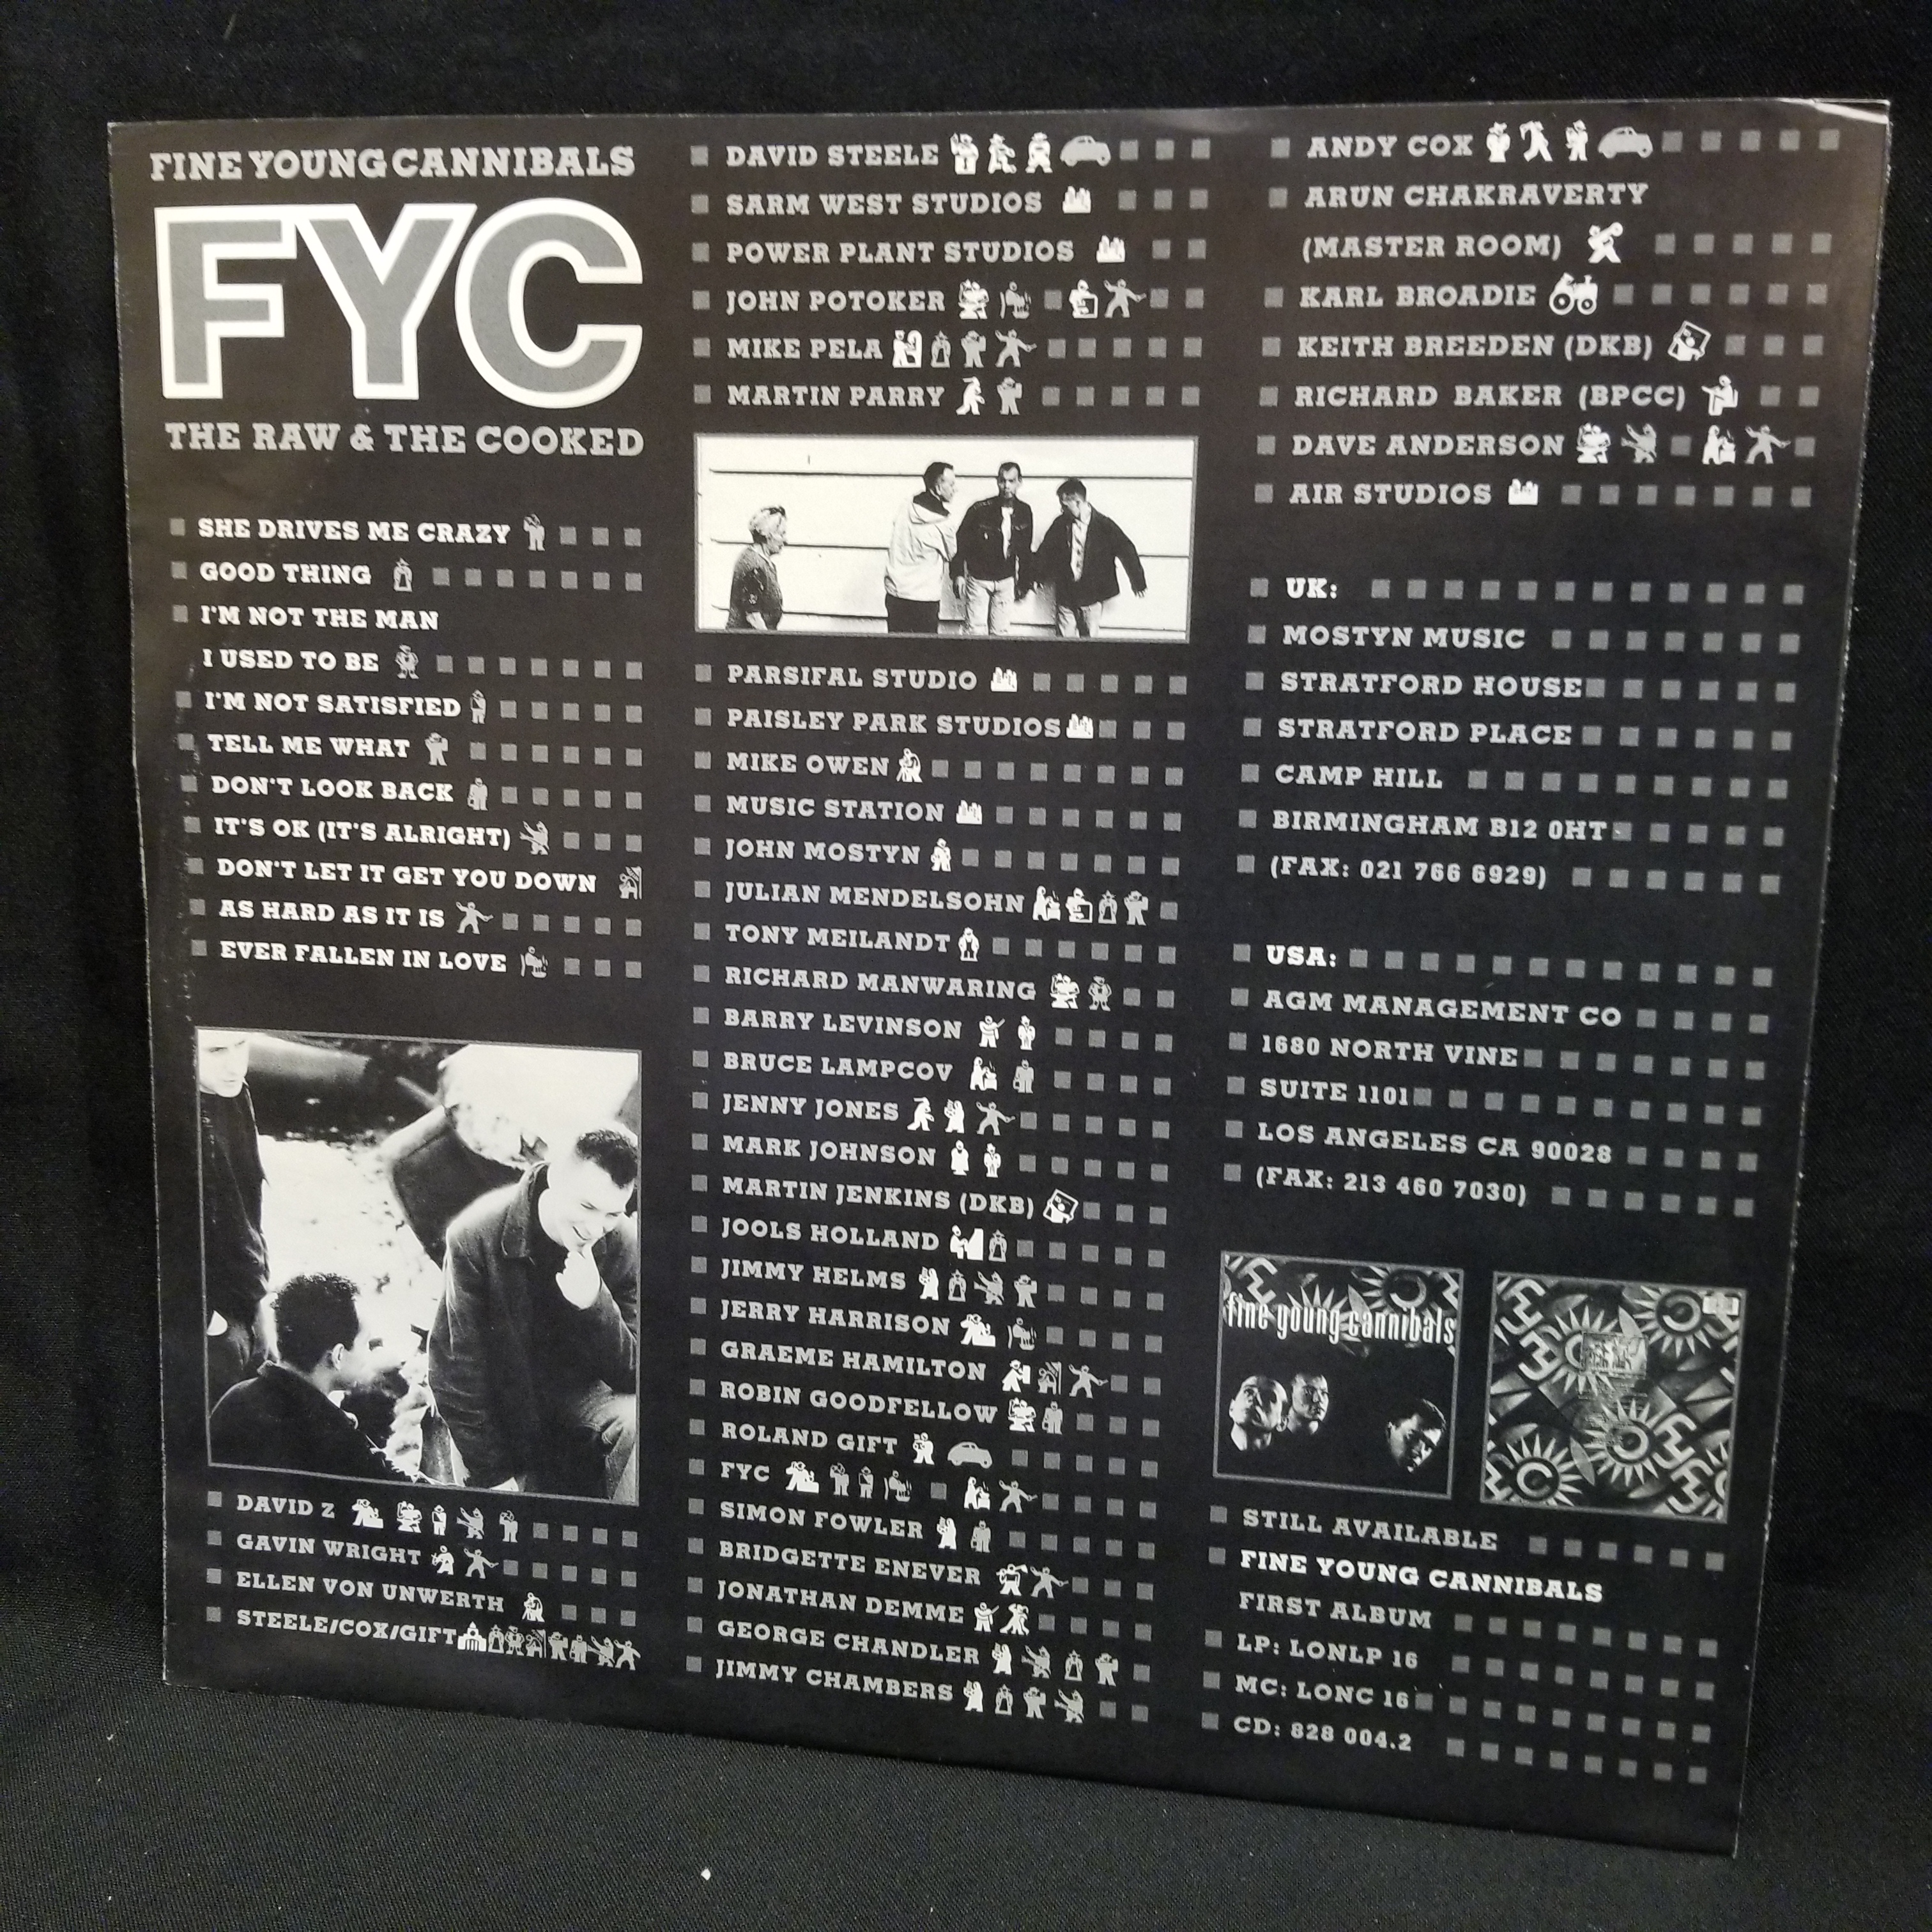 FINE YOUNG CANNIBALS
FYC
THE RAW & THE COOKED
SHE DRIVES ME CRAZY
GOOD THING
I'M NOT THE MAN
I USED TO BE
I'M NOT SATISFIED
TELL ME WHAT
DON'T LOOK BACK
IT'S OK (IT'S ALRIGHT)
DON'T LET IT GET YOU DOWN
AS HARD AS IT IS
EVER FALLEN IN LOVE
DAVID Z
GAVIN WRIGHT
ELLEN VON UNWERTH
STEELE/COX/GIFT
DAVID STEELE
SARM WEST STUDIOS
POWER PLANT STUDIOS
JOHN POTOKER
MIKE PELA
MARTIN PARRY
PARSIFAL STUDIO
PAISLEY PARK STUDIOS
MIKE OWEN
MUSIC STATION
JOHN MOSTYN
JULIAN MENDELSOHN
TONY MEILANDT
RICHARD MANWARING
BARRY LEVINSON
BRUCE LAMPCOV
JENNY JONES
MARK JOHNSON
MARTIN JENKINS (DKB)
JOOLS HOLLAND
JIMMY HELMS
JERRY HARRISON
GRAEME HAMILTON
ROBIN GOODFELLOW
ROLAND GIFT
FYC
SIMON FOWLER
BRIDGETTE ENEVER
JONATHAN DEMME
GEORGE CHANDLER
JIMMY CHAMBERS
ANDY COX
ARUN CHAKRAVERTY
(MASTER ROOM)
KARL BROADIE
KEITH BREEDEN (DKB)
RICHARD BAKER (BPCC)
DAVE ANDERSON
AIR STUDIOS
UK:
MOSTYN MUSIC
STRATFORD HOUSE
STRATFORD PLACE
CAMP HILL
BIRMINGHAM B12 0HT
(FAX: 021 766 6929)
USA:
AGM MANAGEMENT CO
1680 NORTH VINE
SUITE 1101
LOS ANGELES CA 90028
(FAX: 213 460 7030)
fine young cannibals
STILL AVAILABLE
FINE YOUNG CANNIBALS
FIRST ALBUM
LP: LONLP 16
MC: LONC 16
CD: 828 004.2